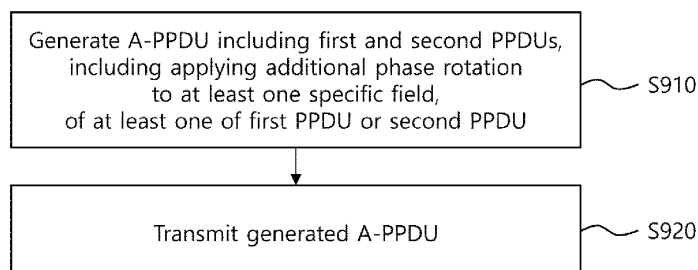 Generate A-PPDU including first and second PPDUs,
including applying additional phase rotation
to at least one specific field,
of at least one of first PPDU or second PPDU
S910
Transmit generated A-PPDU
S920